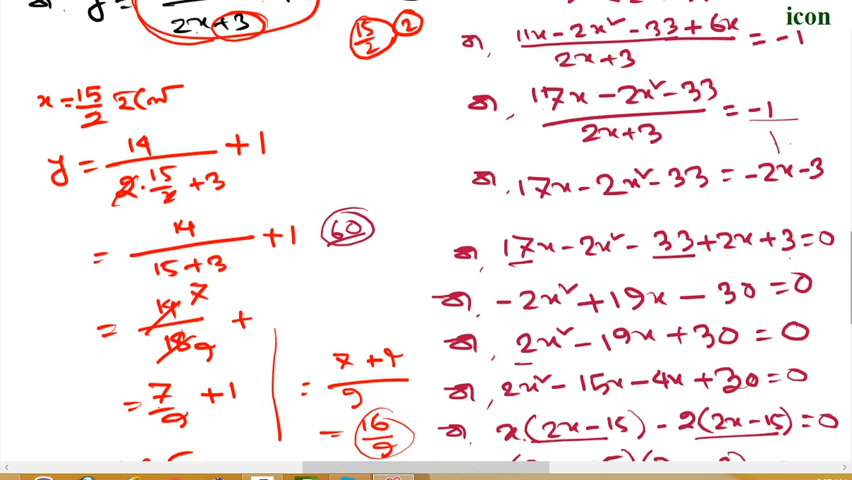 icon
2x+3
15/2, 2
x = 15/2
y = 14/(2·15/2+3) + 1
= 14/(15+3) + 1
60
= 14 7/18 9 +
= 7/9 + 1
= (7+9)/9
= 16/9
বা, (11x-2x²-33+6x)/(2x+3) = -1
বা, (17x-2x²-33)/(2x+3) = -1/1
বা, 17x-2x²-33 = -2x-3
বা, 17x-2x²-33+2x+3=0
বা, -2x²+19x-30=0
বা, 2x²-19x+30=0
বা, 2x²-15x-4x+30=0
বা, x(2x-15)-2(2x-15)=0